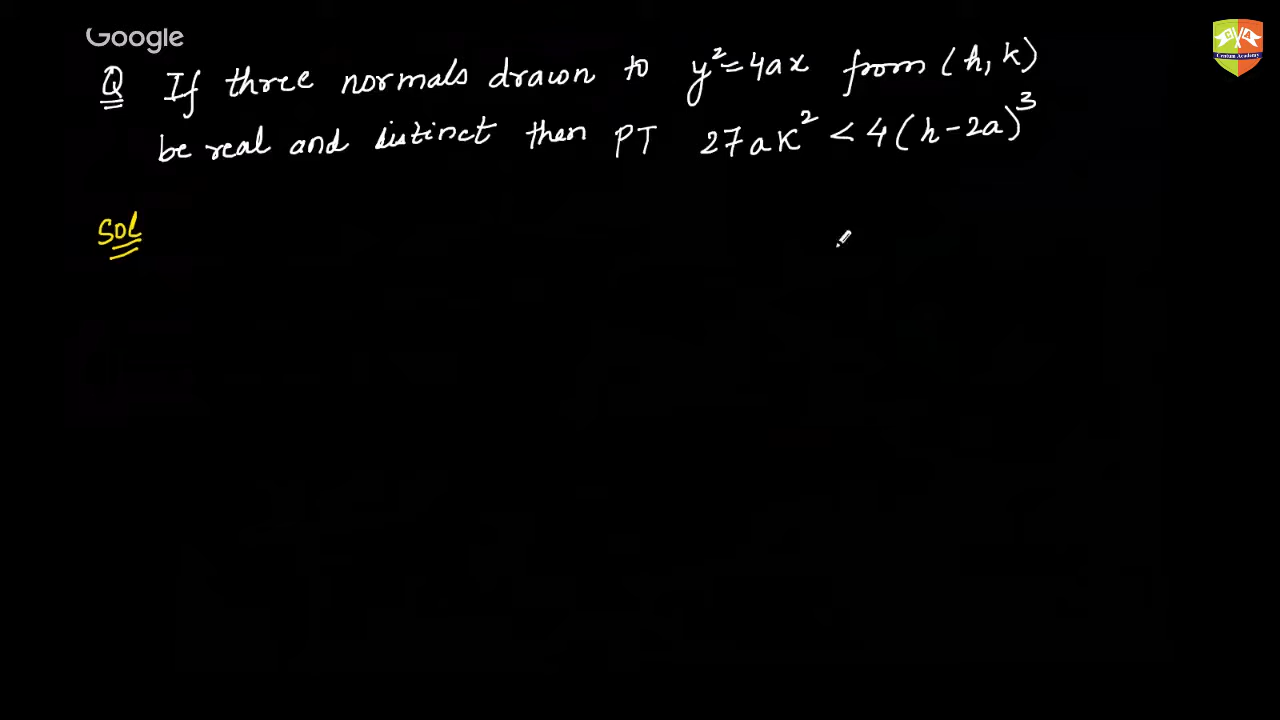 Google
Q If three normals drawn to y²=4ax from (h, k)
be real and distinct then PT 27ak² < 4(h-2a)³
Sol